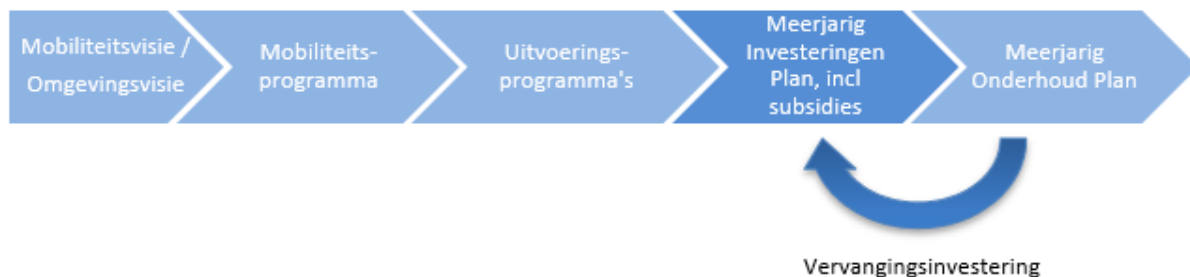 Mobiliteitsvisie /
Omgevingsvisie
Mobiliteits-
programma
Uitvoerings-
programma's
Meerjarig
Investeringen
Plan, incl
subsidies
Meerjarig
Onderhoud Plan
Vervangingsinvestering